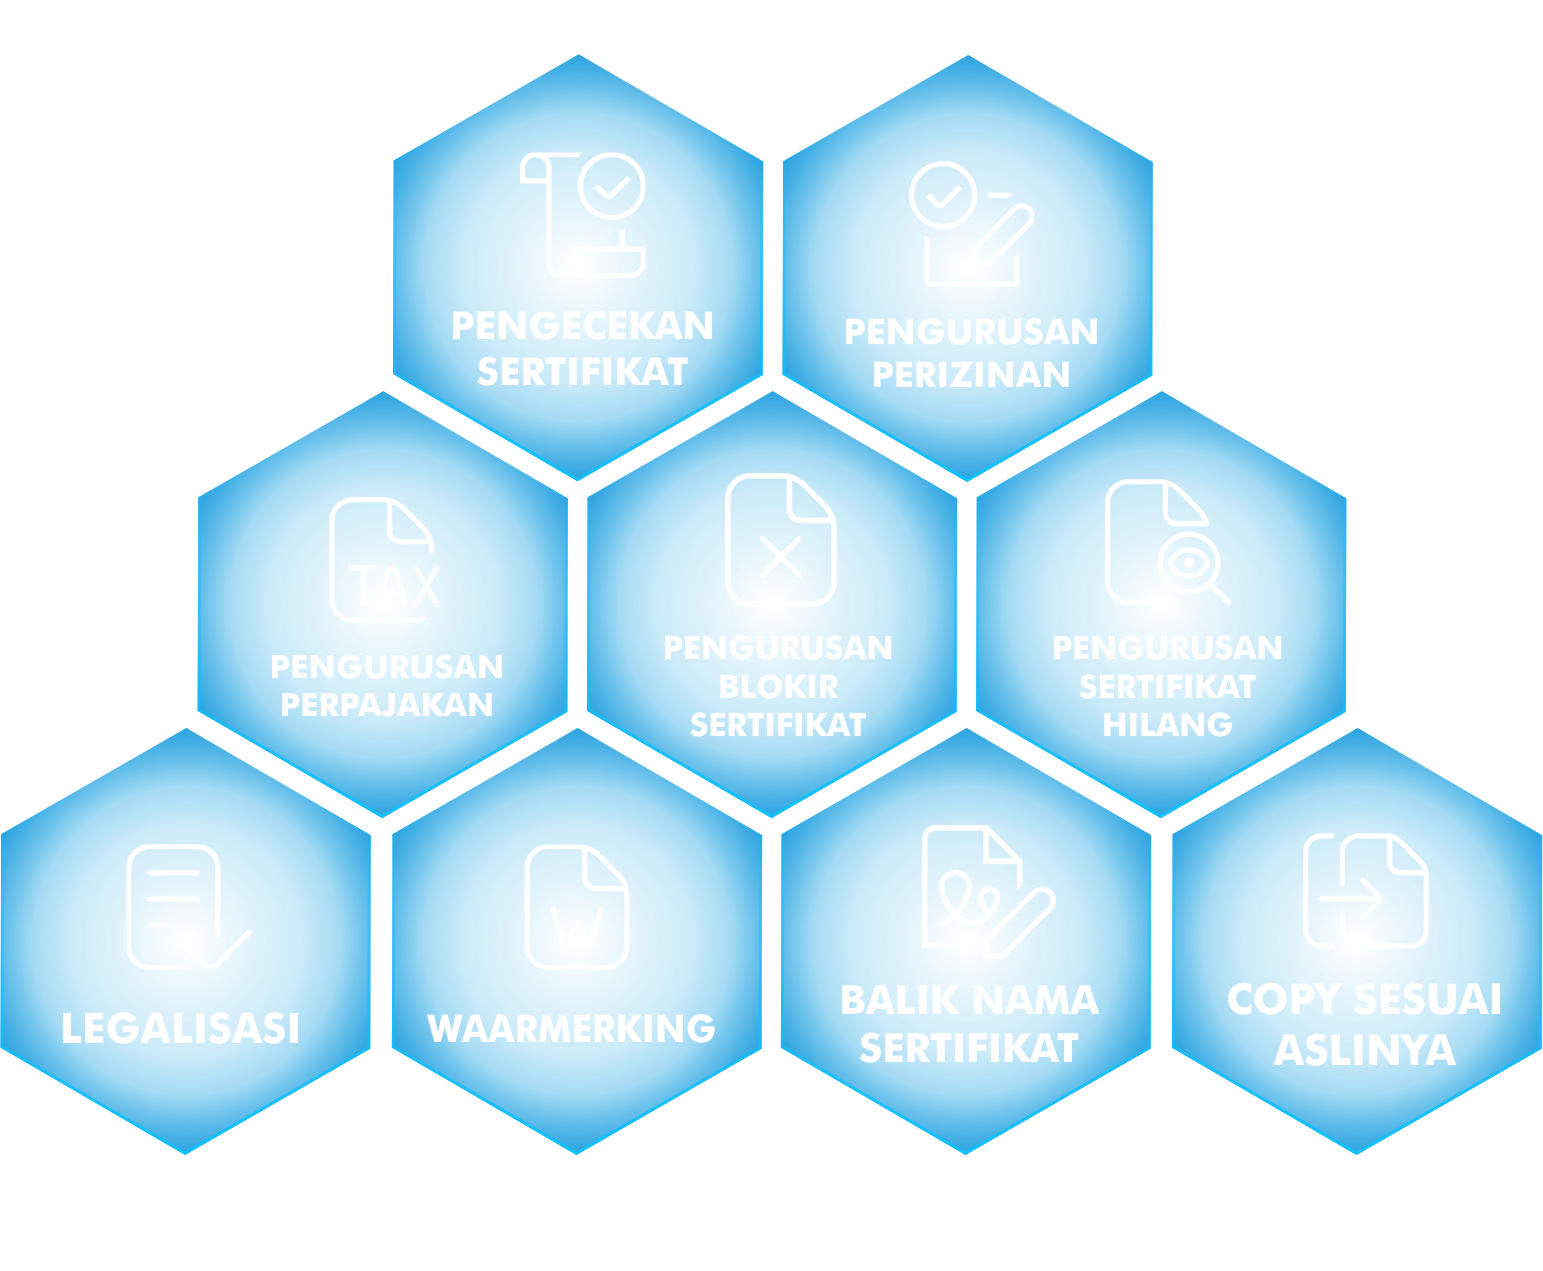 PENGECEKAN
SERTIFIKAT
PENGURUSAN
PERIZINAN
TAX
PENGURUSAN
PERPAJAKAN
PENGURUSAN
BLOKIR
SERTIFIKAT
PENGURUSAN
SERTIFIKAT
HILANG
LEGALISASI
W
WAARMERKING
BALIK NAMA
SERTIFIKAT
COPY SESUAI
ASLINYA